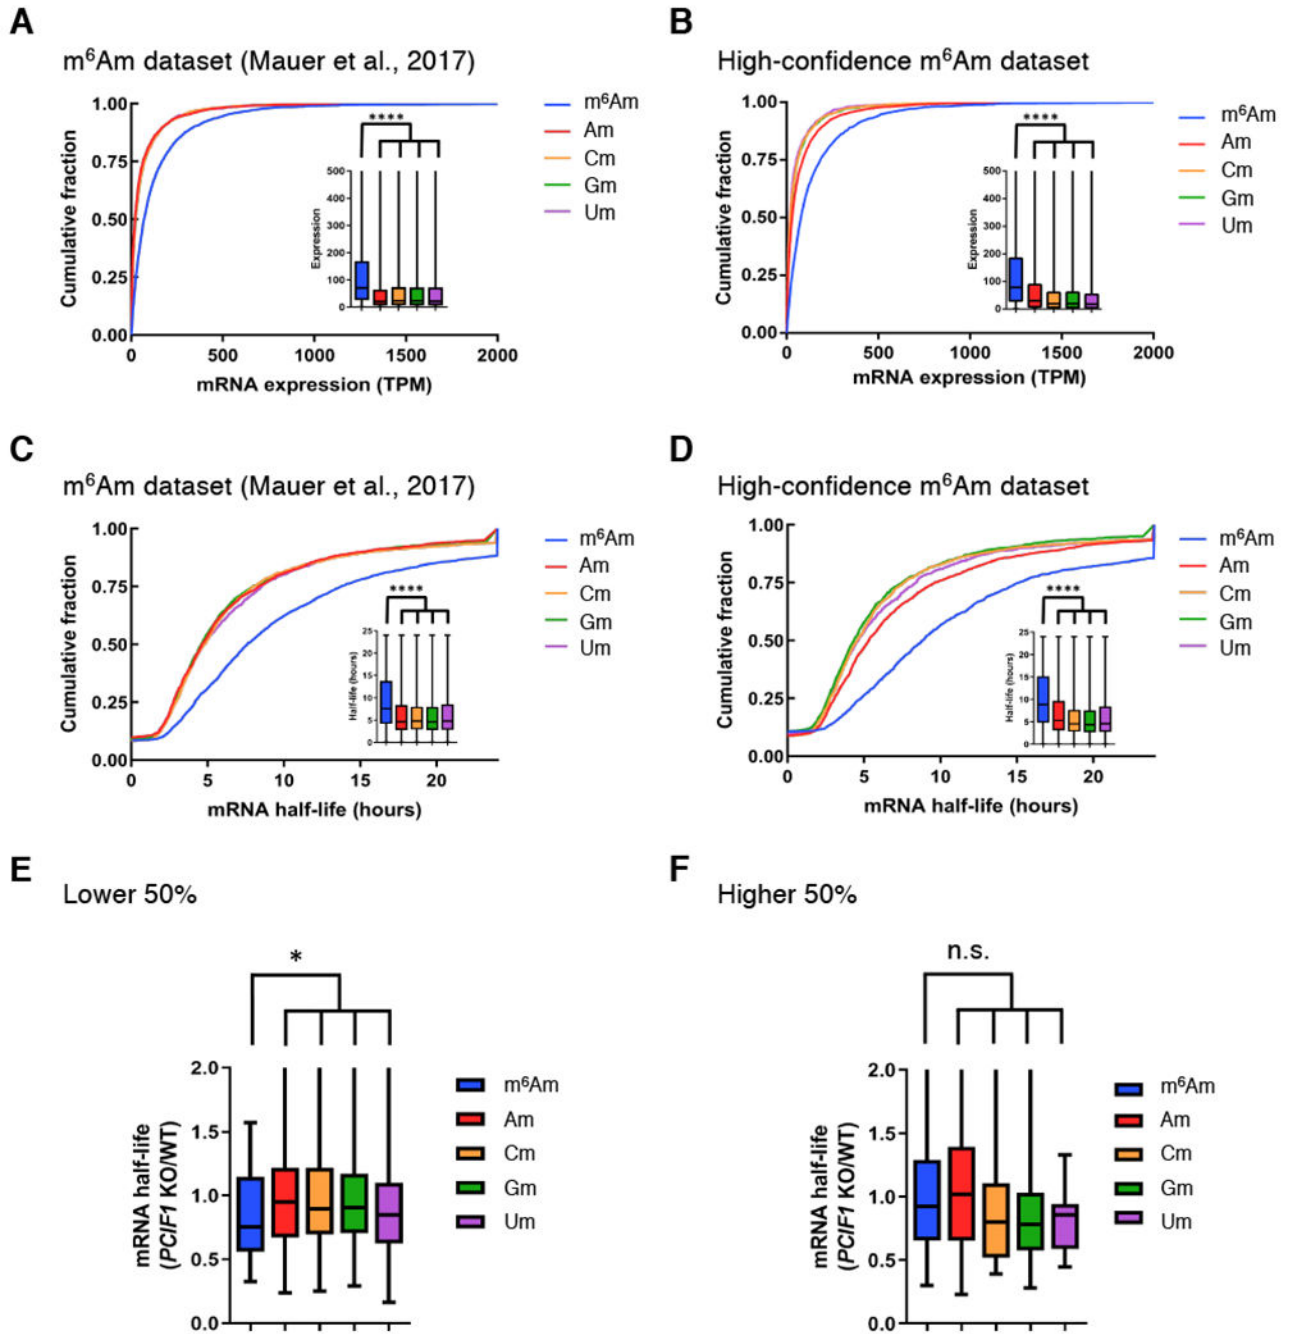 A
m⁶Am dataset (Mauer et al., 2017)
Cumulative fraction
1.00
0.75
0.50
0.25
0.00
0
500
1000
1500
2000
mRNA expression (TPM)
****
Expression
500
400
300
200
100
0
m⁶Am
Am
Cm
Gm
Um
B
High-confidence m⁶Am dataset
Cumulative fraction
1.00
0.75
0.50
0.25
0.00
0
500
1000
1500
2000
mRNA expression (TPM)
****
Expression
500
400
300
200
100
0
m⁶Am
Am
Cm
Gm
Um
C
m⁶Am dataset (Mauer et al., 2017)
Cumulative fraction
1.00
0.75
0.50
0.25
0.00
0
5
10
15
20
mRNA half-life (hours)
****
Half-life (hours)
25
20
15
10
5
0
m⁶Am
Am
Cm
Gm
Um
D
High-confidence m⁶Am dataset
Cumulative fraction
1.00
0.75
0.50
0.25
0.00
0
5
10
15
20
mRNA half-life (hours)
****
Half-life (hours)
25
20
15
10
5
0
m⁶Am
Am
Cm
Gm
Um
E
Lower 50%
*
mRNA half-life
(PCIF1 KO/WT)
2.0
1.5
1.0
0.5
0.0
m⁶Am
Am
Cm
Gm
Um
F
Higher 50%
n.s.
mRNA half-life
(PCIF1 KO/WT)
2.0
1.5
1.0
0.5
0.0
m⁶Am
Am
Cm
Gm
Um